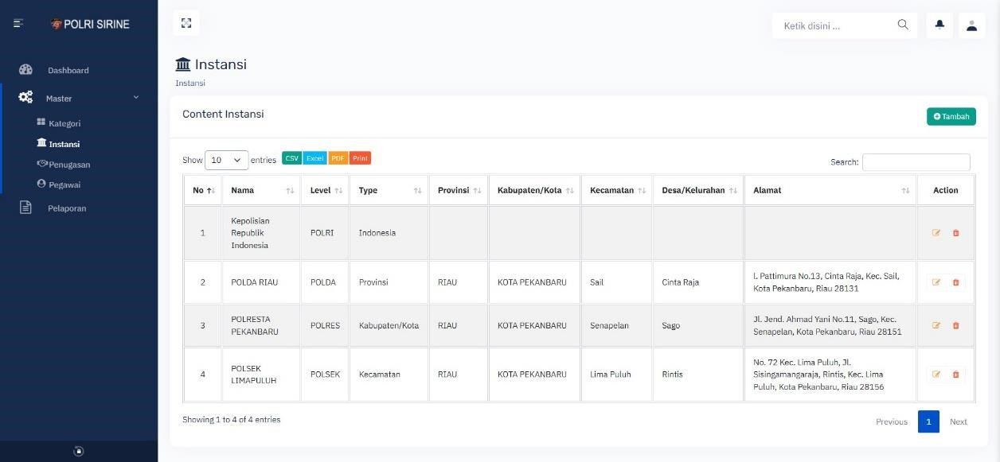 POLRI SIRINE
Ketik disini ...
Dashboard
Master
Kategori
Instansi
Penugasan
Pegawai
Pelaporan
Instansi
Instansi
Content Instansi
Tambah
Show 10 entries CSV Excel PDF Print
Search:
No Nama Level Type Provinsi Kabupaten/Kota Kecamatan Desa/Kelurahan Alamat Action
1 Kepolisian Republik Indonesia POLRI Indonesia
2 POLDA RIAU POLDA Provinsi RIAU KOTA PEKANBARU Sail Cinta Raja l. Pattimura No.13, Cinta Raja, Kec. Sail, Kota Pekanbaru, Riau 28131
3 POLRESTA PEKANBARU POLRES Kabupaten/Kota RIAU KOTA PEKANBARU Senapelan Sago Jl. Jend. Ahmad Yani No.11, Sago, Kec. Senapelan, Kota Pekanbaru, Riau 28151
4 POLSEK LIMAPULUH POLSEK Kecamatan RIAU KOTA PEKANBARU Lima Puluh Rintis No. 72 Kec. Lima Puluh, Jl. Sisingamangaraja, Rintis, Kec. Lima Puluh, Kota Pekanbaru, Riau 28156
Showing 1 to 4 of 4 entries
Previous 1 Next